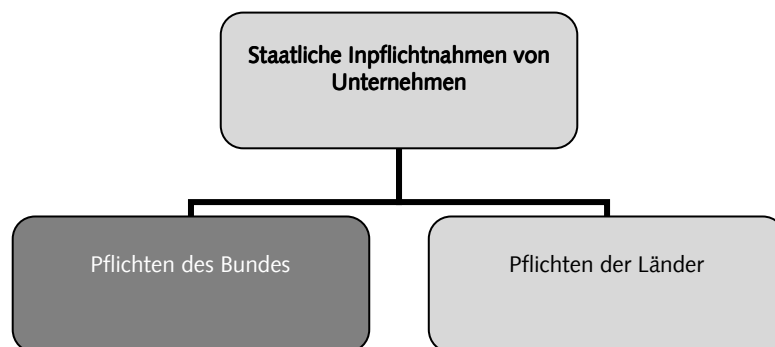 Staatliche Inpflichtnahmen von
Unternehmen
Pflichten des Bundes
Pflichten der Länder